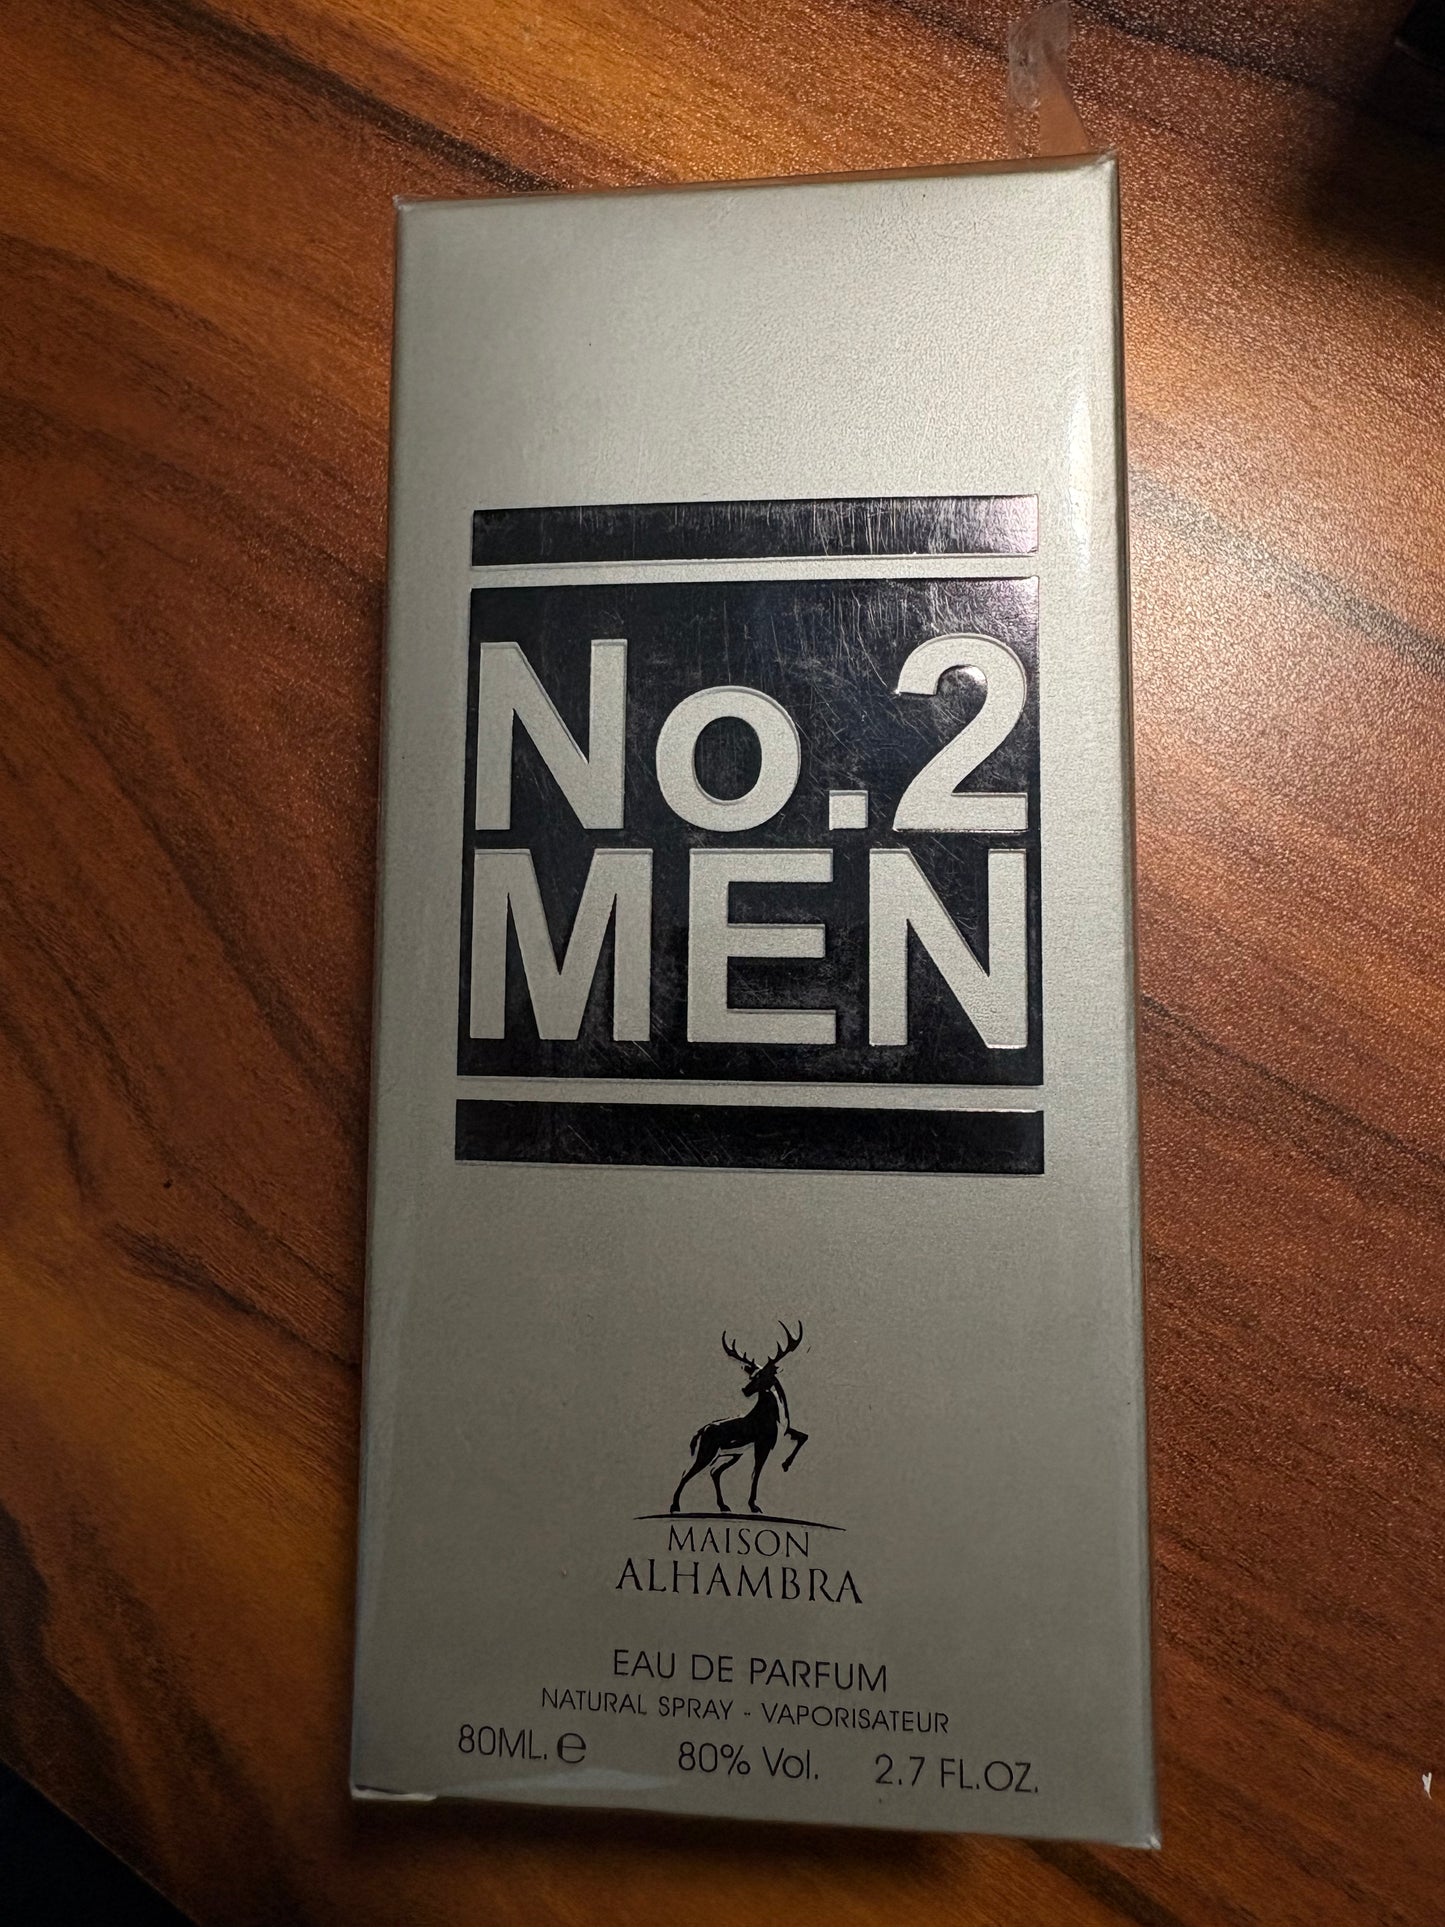 No.2
MEN
MAISON
ALHAMBRA
EAU DE PARFUM
NATURAL SPRAY - VAPORISATEUR
80ML. ℮ 80% Vol. 2.7 FL.OZ.